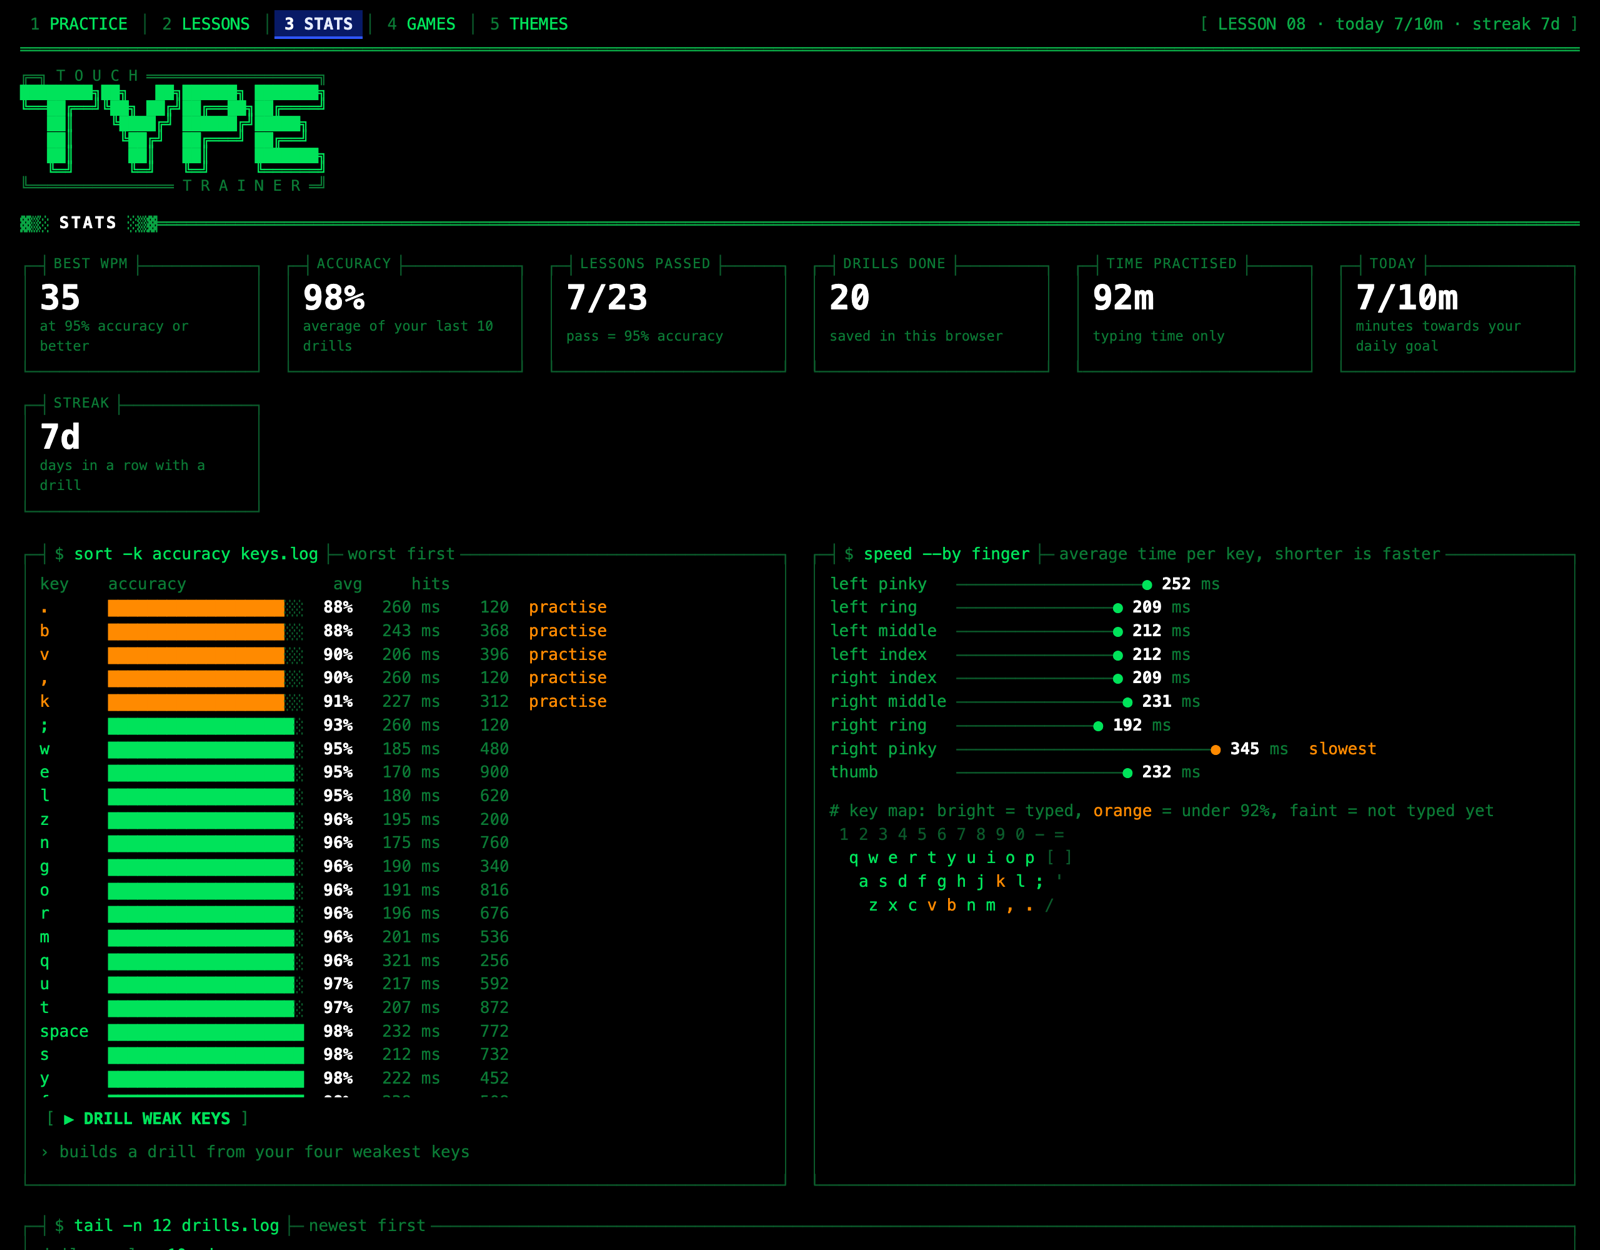 1 PRACTICE │ 2 LESSONS │ 3 STATS │ 4 GAMES │ 5 THEMES
[ LESSON 08 · today 7/10m · streak 7d ]
TOUCH
TYPE
TRAINER
STATS
BEST WPM
35
at 95% accuracy or
better
ACCURACY
98%
average of your last 10
drills
LESSONS PASSED
7/23
pass = 95% accuracy
DRILLS DONE
20
saved in this browser
TIME PRACTISED
92m
typing time only
TODAY
7/10m
minutes towards your
daily goal
STREAK
7d
days in a row with a
drill
$ sort -k accuracy keys.log worst first
key accuracy avg hits
. 88% 260 ms 120 practise
b 88% 243 ms 368 practise
v 90% 206 ms 396 practise
, 90% 260 ms 120 practise
k 91% 227 ms 312 practise
; 93% 260 ms 120
w 95% 185 ms 480
e 95% 170 ms 900
l 95% 180 ms 620
z 96% 195 ms 200
n 96% 175 ms 760
g 96% 190 ms 340
o 96% 191 ms 816
r 96% 196 ms 676
m 96% 201 ms 536
q 96% 321 ms 256
u 97% 217 ms 592
t 97% 207 ms 872
space 98% 232 ms 772
s 98% 212 ms 732
y 98% 222 ms 452
[ ▶ DRILL WEAK KEYS ]
› builds a drill from your four weakest keys
$ speed --by finger average time per key, shorter is faster
left pinky 252 ms
left ring 209 ms
left middle 212 ms
left index 212 ms
right index 209 ms
right middle 231 ms
right ring 192 ms
right pinky 345 ms slowest
thumb 232 ms
# key map: bright = typed, orange = under 92%, faint = not typed yet
1 2 3 4 5 6 7 8 9 0 - =
q w e r t y u i o p [ ]
a s d f g h j k l ; '
z x c v b n m , . /
$ tail -n 12 drills.log newest first